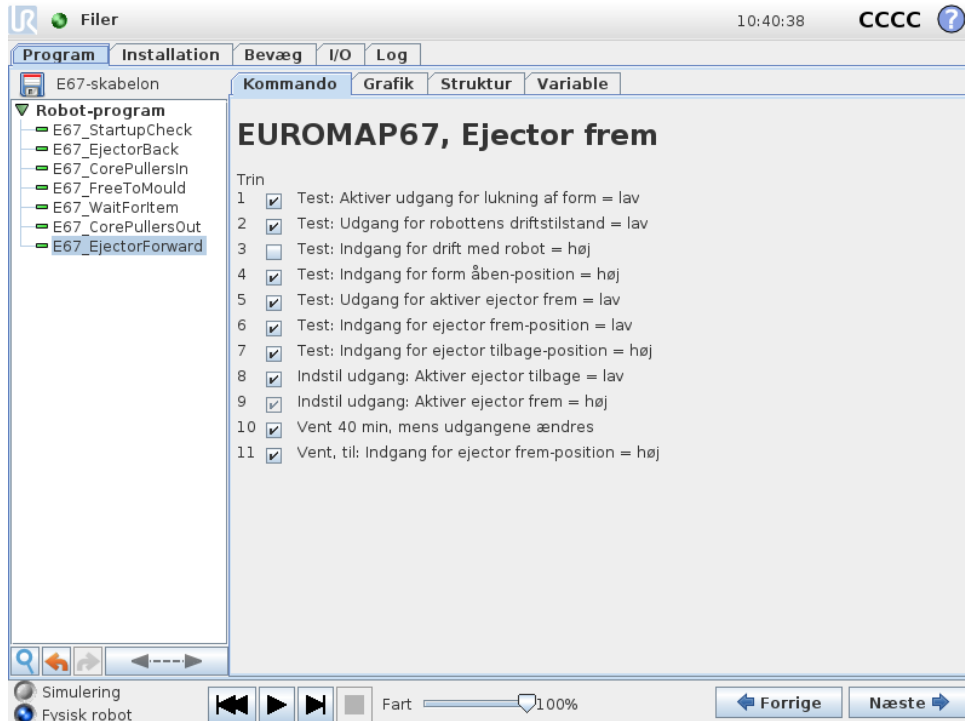 UR Filer 10:40:38 CCCC ?
Program Installation Bevæg I/O Log
E67-skabelon Kommando Grafik Struktur Variable
Robot-program
E67_StartupCheck
E67_EjectorBack
E67_CorePullersIn
E67_FreeToMould
E67_WaitForItem
E67_CorePullersOut
E67_EjectorForward
EUROMAP67, Ejector frem
Trin
1 Test: Aktiver udgang for lukning af form = lav
2 Test: Udgang for robottens driftstilstand = lav
3 Test: Indgang for drift med robot = høj
4 Test: Indgang for form åben-position = høj
5 Test: Udgang for aktiver ejector frem = lav
6 Test: Indgang for ejector frem-position = lav
7 Test: Indgang for ejector tilbage-position = høj
8 Indstil udgang: Aktiver ejector tilbage = lav
9 Indstil udgang: Aktiver ejector frem = høj
10 Vent 40 min, mens udgangene ændres
11 Vent, til: Indgang for ejector frem-position = høj
Simulering
Fysisk robot
Fart 100% Forrige Næste